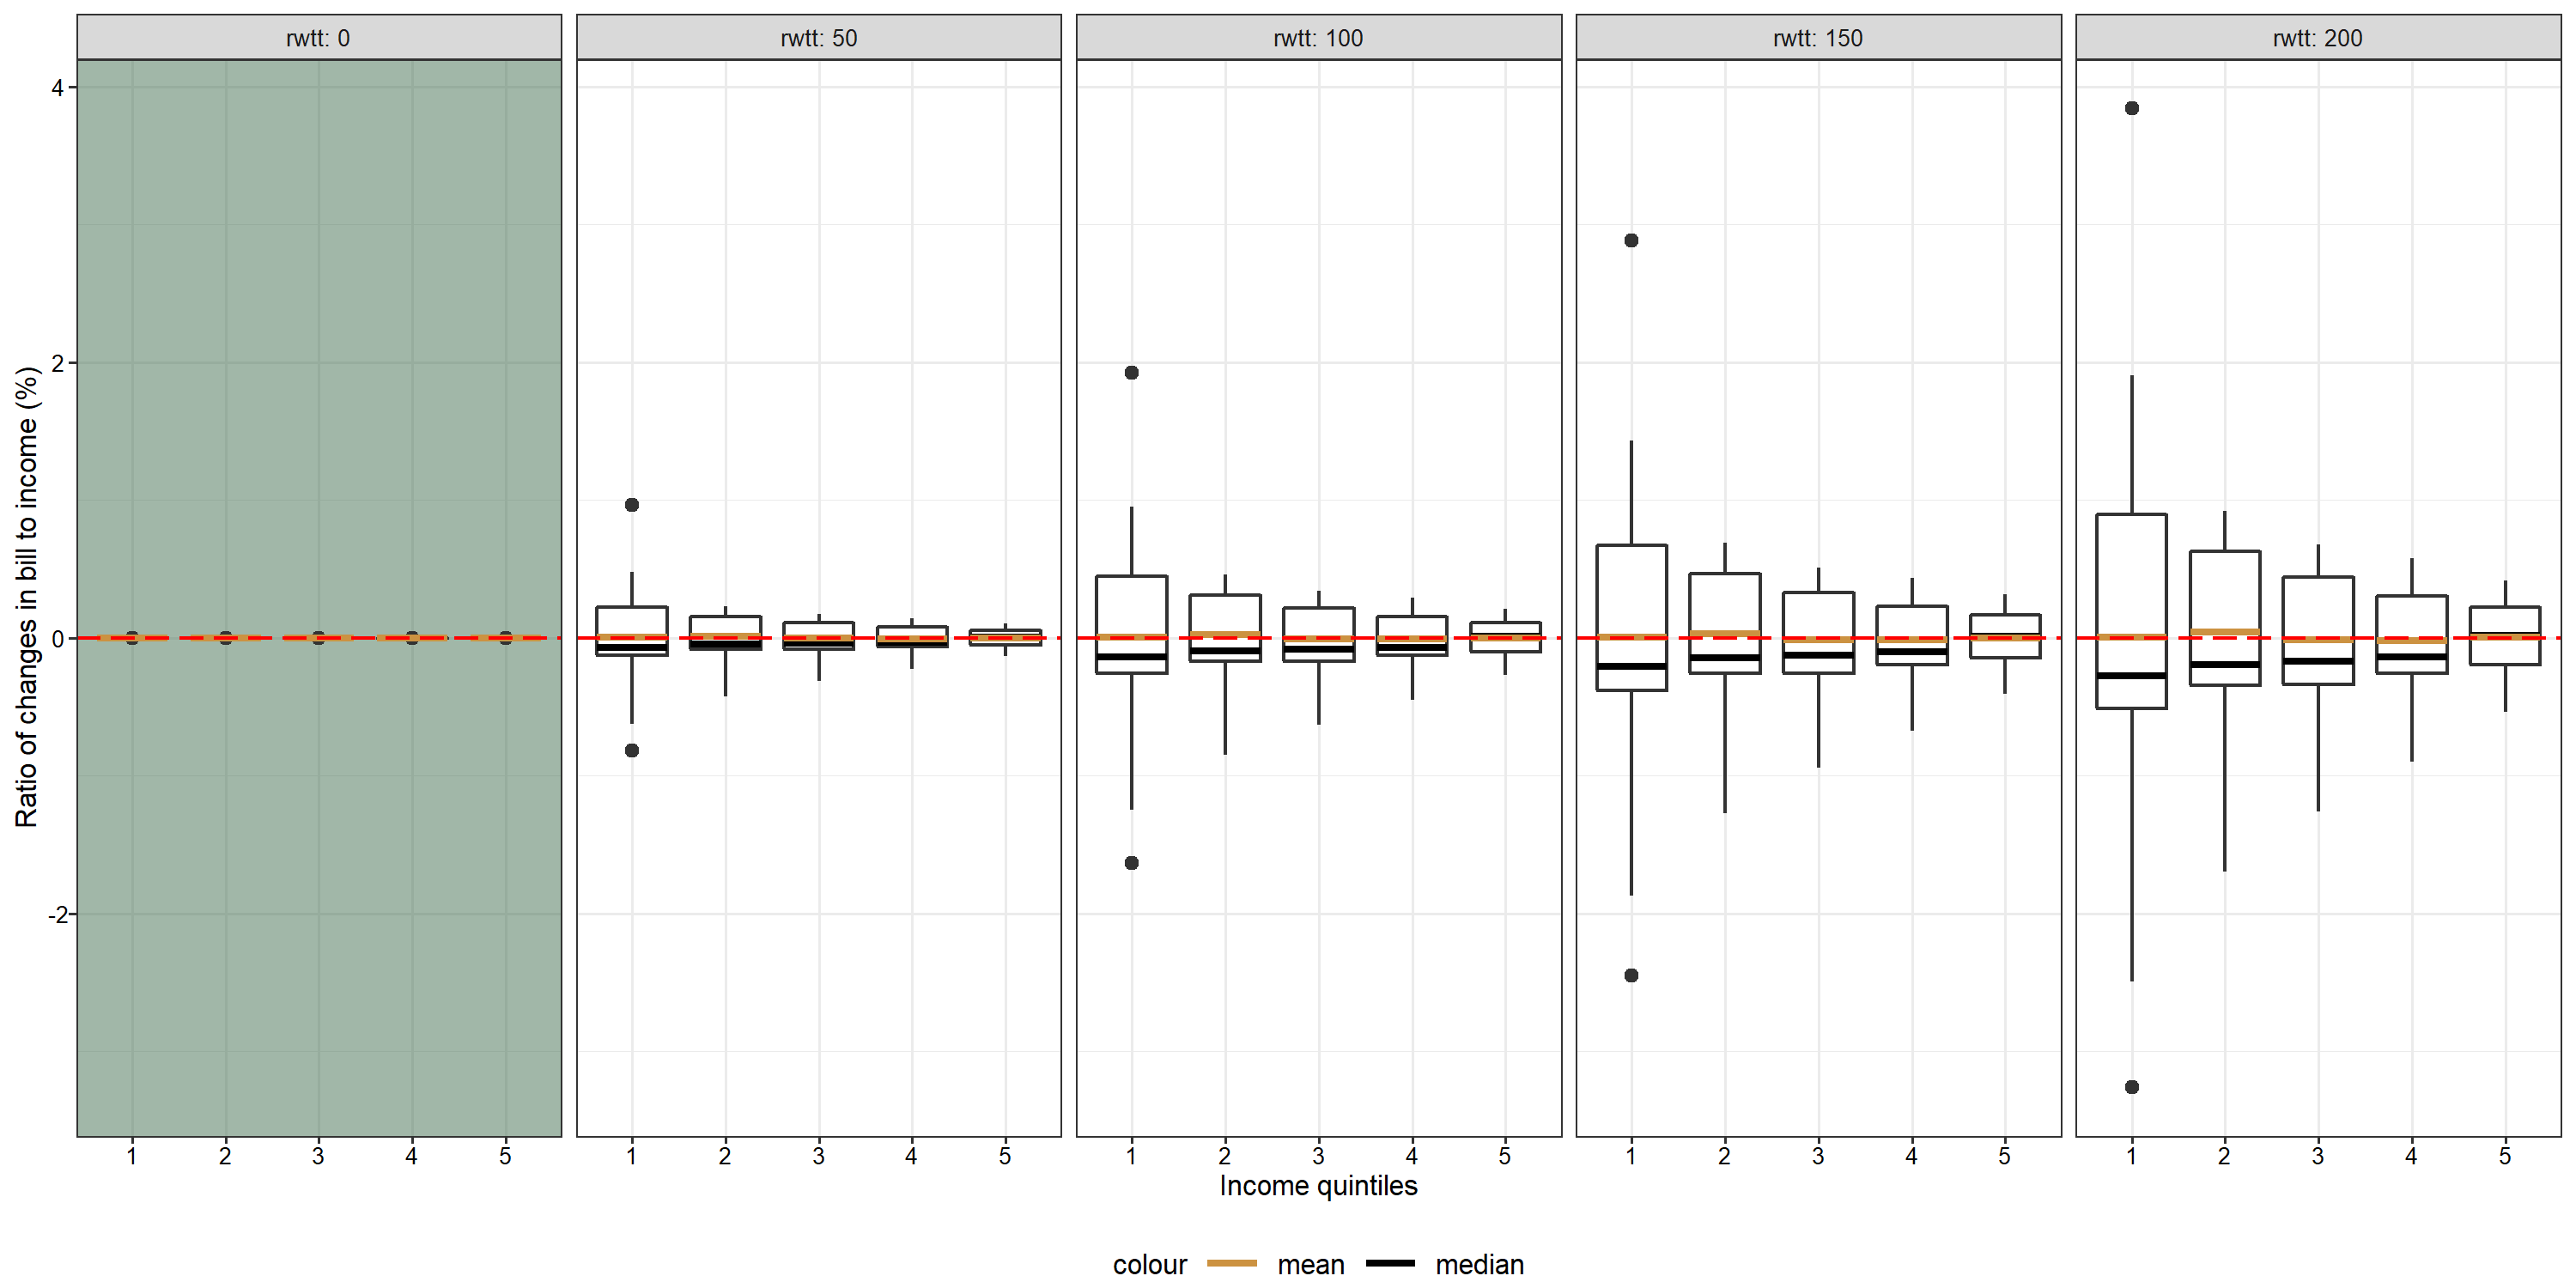 rwtt: 0
rwtt: 50
rwtt: 100
rwtt: 150
rwtt: 200
Ratio of changes in bill to income (%)
4
2
0
-2
1 2 3 4 5
1 2 3 4 5
1 2 3 4 5
1 2 3 4 5
1 2 3 4 5
Income quintiles
colour mean median